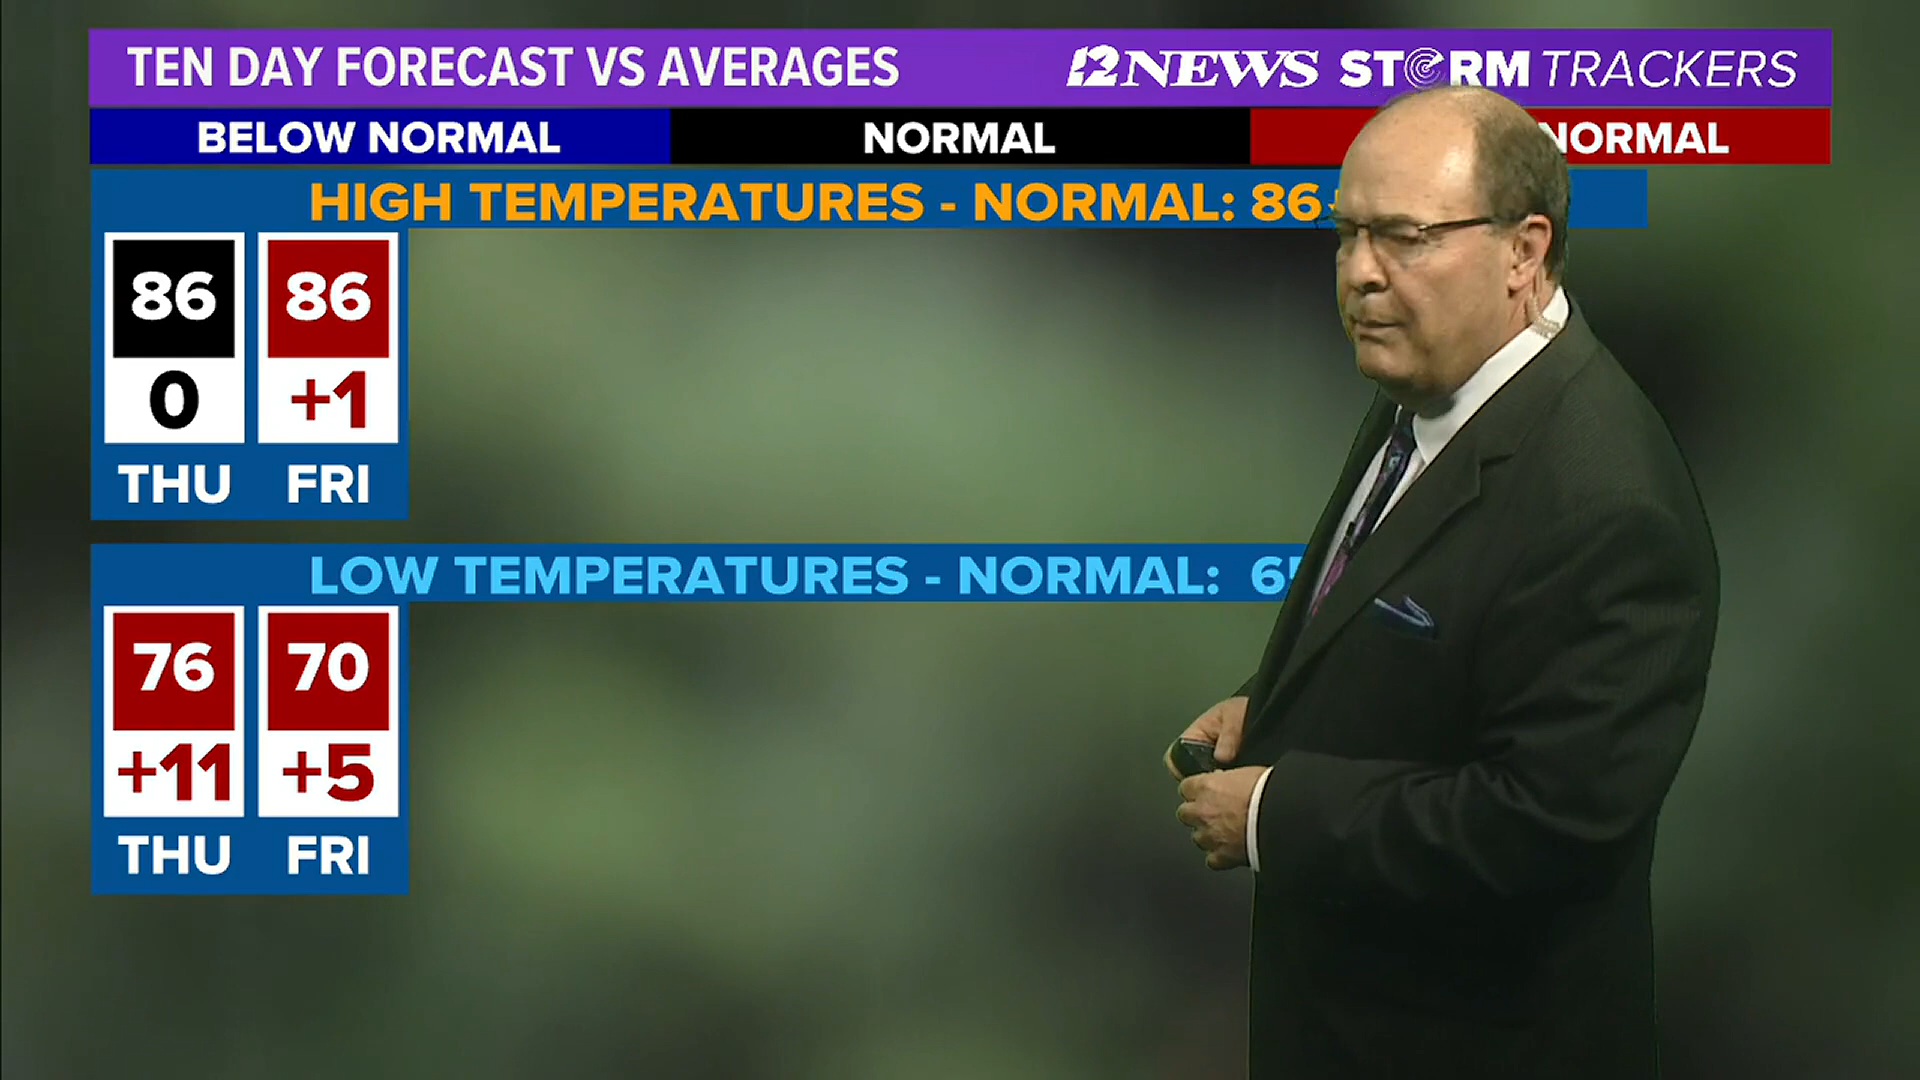 TEN DAY FORECAST VS AVERAGES
12NEWS STORM TRACKERS
BELOW NORMAL
NORMAL
NORMAL
HIGH TEMPERATURES - NORMAL: 86
86 86
0 +1
THU FRI
LOW TEMPERATURES - NORMAL: 65
76 70
+11 +5
THU FRI